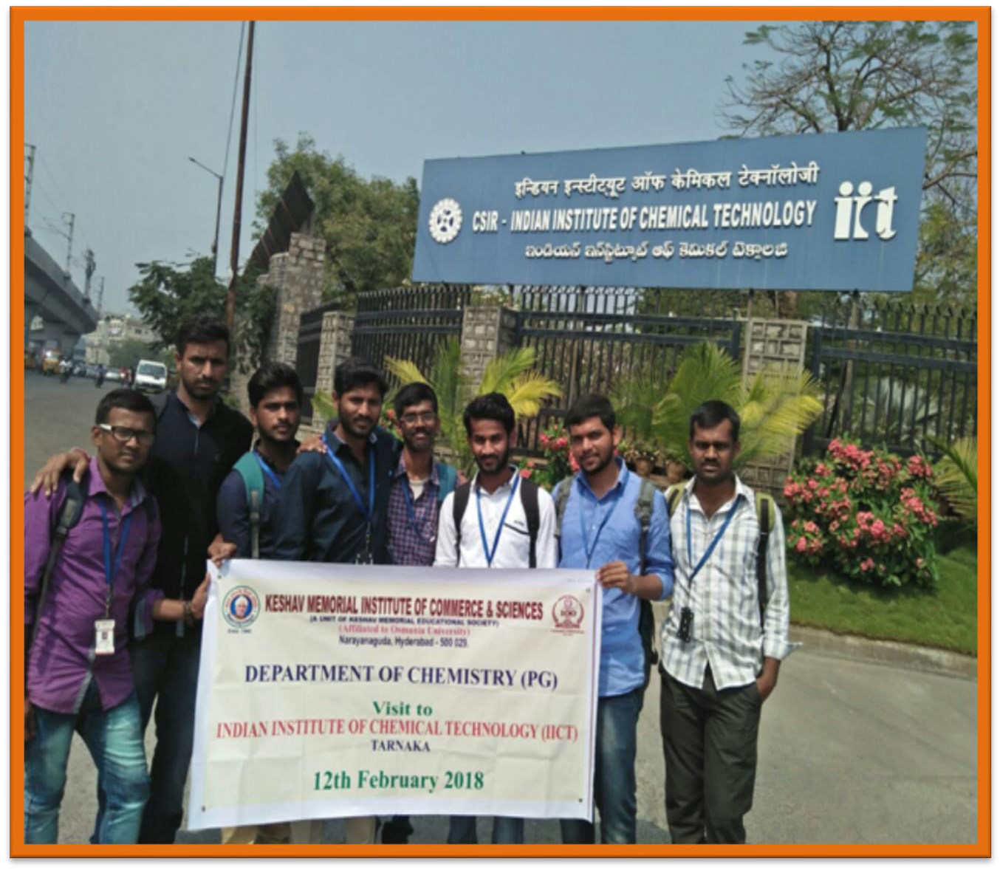 इन्डियन इन्स्टीट्यूट ऑफ केमिकल टेक्नॉलोजी
CSIR - INDIAN INSTITUTE OF CHEMICAL TECHNOLOGY
iict
ఇండియన్ ఇన్స్టిట్యూట్ ఆఫ్ కెమికల్ టెక్నాలజి
KESHAV MEMORIAL INSTITUTE OF COMMERCE & SCIENCES
(A UNIT OF KESHAV MEMORIAL EDUCATIONAL SOCIETY)
(Affiliated to Osmania University)
Narayanaguda, Hyderabad - 500 029.
DEPARTMENT OF CHEMISTRY (PG)
Visit to
INDIAN INSTITUTE OF CHEMICAL TECHNOLOGY (IICT)
TARNAKA
12th February 2018